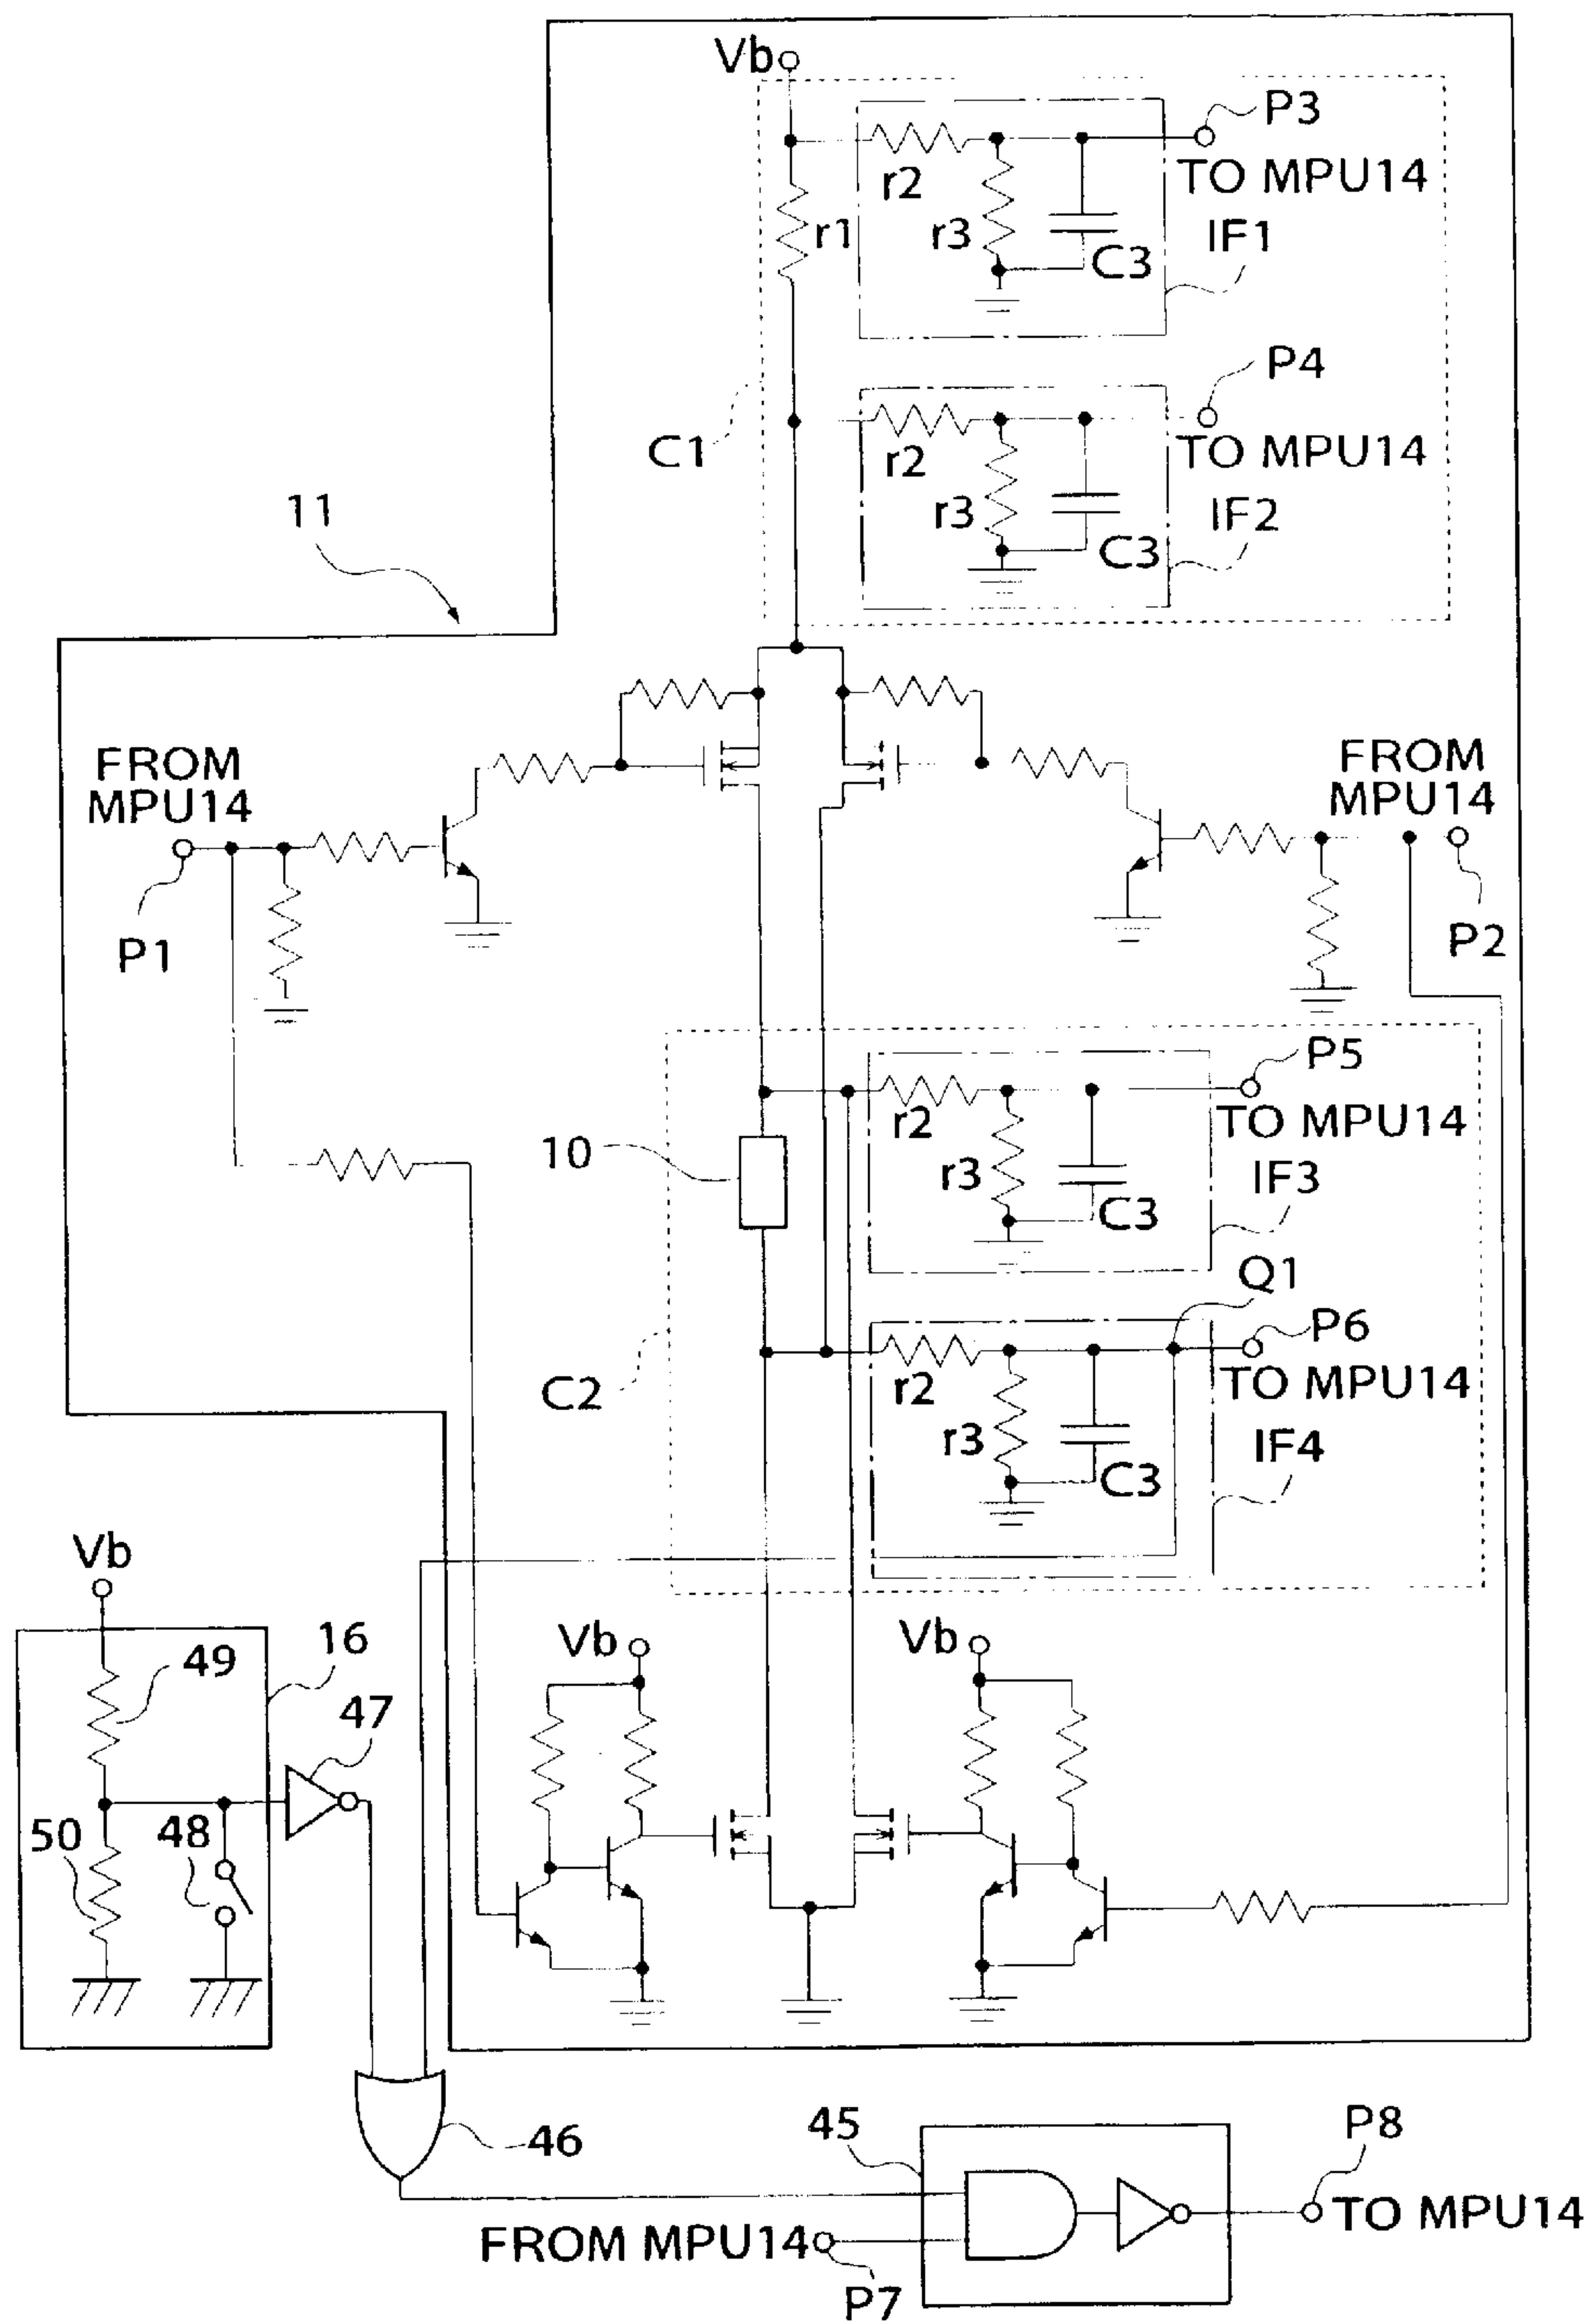 Vb
P3
TO MPU14
r2
r1
r3
C3
IF1
P4
C1
r2
TO MPU14
r3
IF2
C3
11
FROM
MPU14
FROM
MPU14
P1
P2
P5
r2
TO MPU14
10
r3
IF3
C3
Q1
P6
C2
r2
TO MPU14
r3
IF4
C3
Vb
16
Vb
Vb
49
47
50
48
46
45
P8
FROM MPU14
TO MPU14
P7